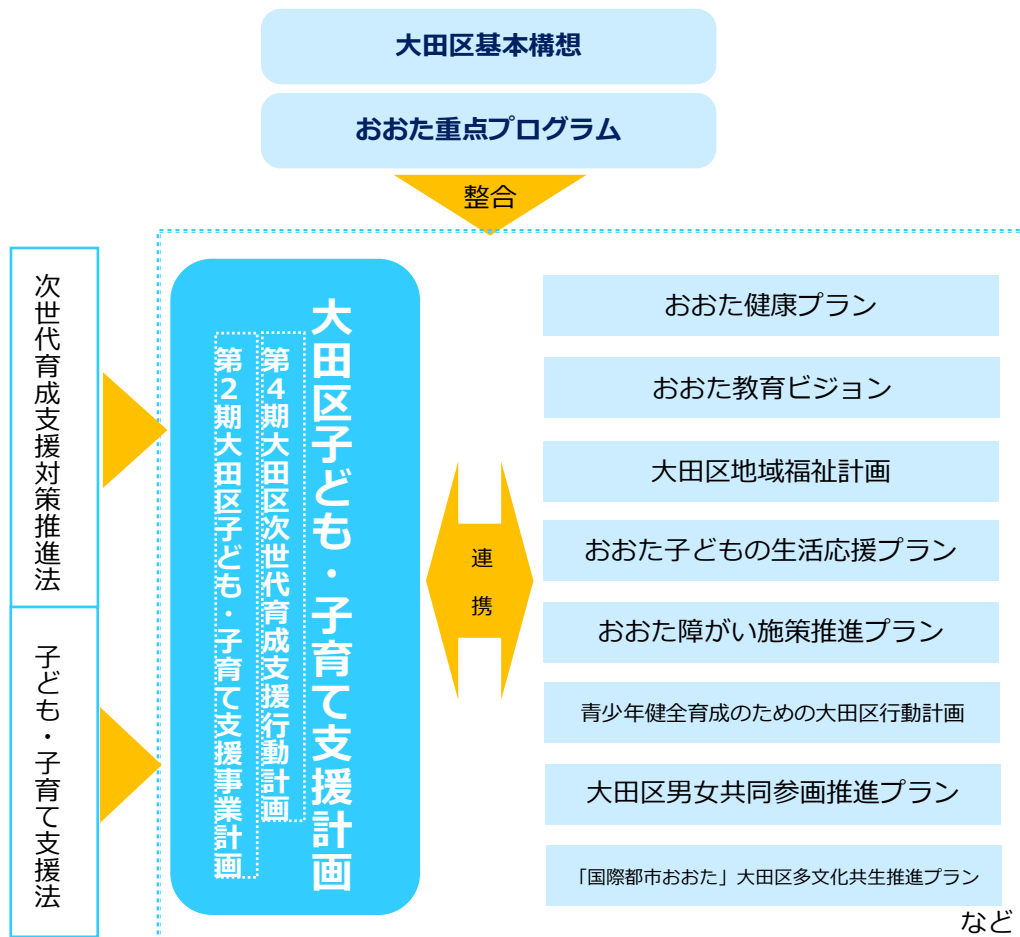 大田区基本構想
おおた重点プログラム
整合
次世代育成支援対策推進法
子ども・子育て支援法
大田区子ども・子育て支援計画
第4期大田区次世代育成支援行動計画
第2期大田区子ども・子育て支援事業計画
連
携
おおた健康プラン
おおた教育ビジョン
大田区地域福祉計画
おおた子どもの生活応援プラン
おおた障がい施策推進プラン
青少年健全育成のための大田区行動計画
大田区男女共同参画推進プラン
「国際都市おおた」大田区多文化共生推進プラン
など